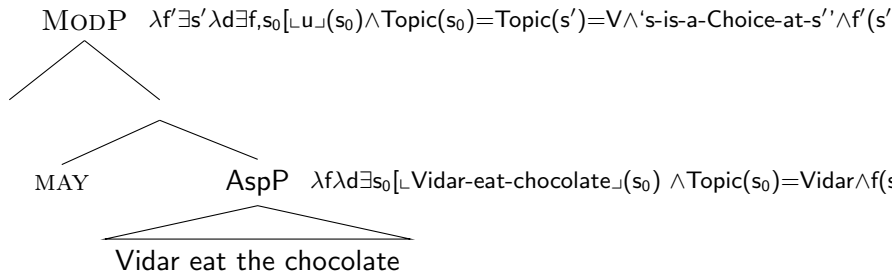 MODP λf′∃s′λd∃f,s₀[⌞u⌟(s₀)∧Topic(s₀)=Topic(s′)=V∧‘s-is-a-Choice-at-s′’∧f′(s′
MAY AspP λfλd∃s₀[⌞Vidar-eat-chocolate⌟(s₀) ∧Topic(s₀)=Vidar∧f(s
Vidar eat the chocolate